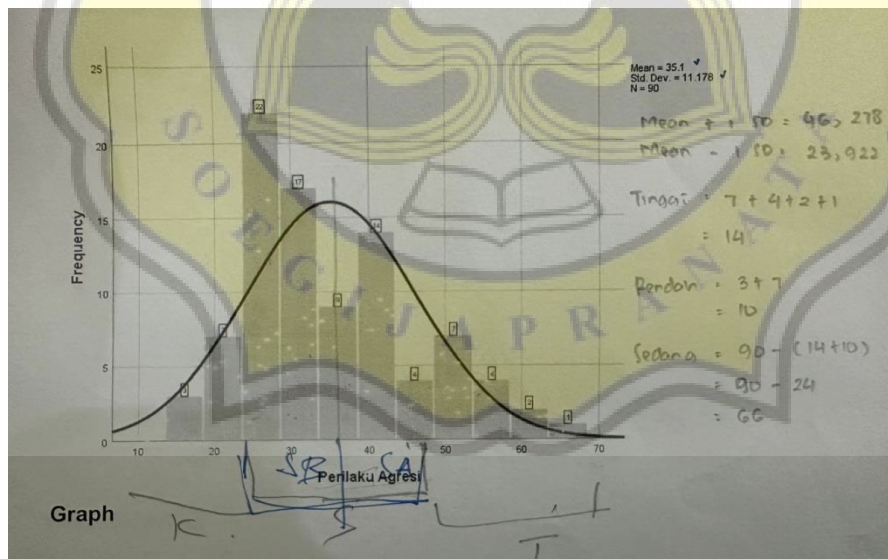 Mean = 35.1
Std. Dev. = 11.178
N = 90
Mean + 1 SD = 46,278
Mean - 1 SD = 23,922
Tinggi = 7 + 4 + 2 + 1
= 14
Rendah = 3 + 7
= 10
Sedang = 90 - (14 + 10)
= 90 - 24
= 66
Frequency
25
20
15
10
5
0
3
7
22
17
9
14
4
7
4
2
1
10 20 30 40 50 60 70
Perilaku Agresi
SB SA
Graph
R S T
SOEGIJAPRANATA